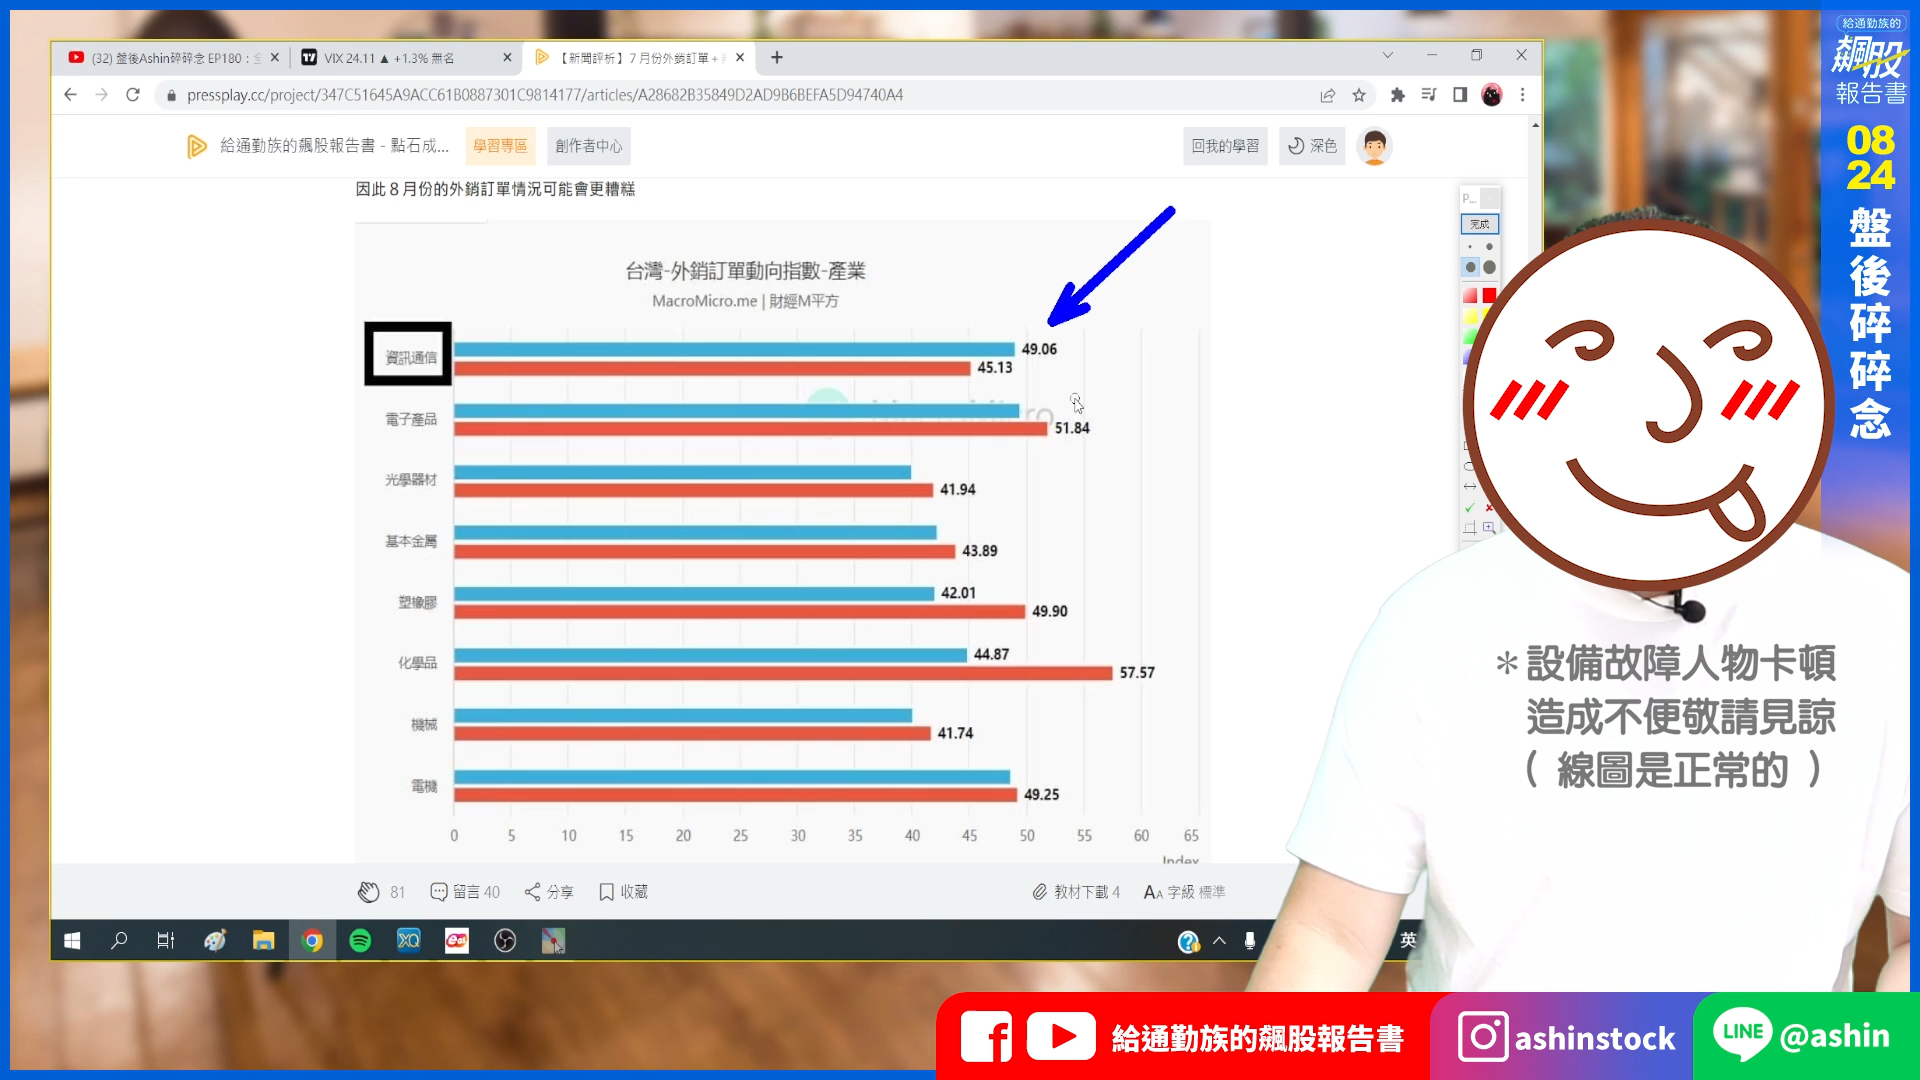 (32) 盤後Ashin碎碎念 EP180：
VIX 24.11 ▲ +1.3% 無名
【新聞評析】7 月份外銷訂單 +
pressplay.cc/project/347C51645A9ACC61B0887301C9814177/articles/A28682B35849D2AD9B6BEFA5D94740A4
給通勤族的飆股報告書 - 點石成...
學習專區
創作者中心
回我的學習
深色
因此 8 月份的外銷訂單情況可能會更糟糕
台灣-外銷訂單動向指數-產業
MacroMicro.me | 財經M平方
資訊通信
49.06
45.13
電子產品
51.84
光學器材
41.94
基本金屬
43.89
塑橡膠
42.01
49.90
化學品
44.87
57.57
機械
41.74
電機
49.25
0 5 10 15 20 25 30 35 40 45 50 55 60 65
Index
81
留言 40
分享
收藏
教材下載 4
AA 字級 標準
P...
完成
XQ
英
給通勤族的
飆股
報告書
08
24
盤後碎碎念
＊設備故障人物卡頓
造成不便敬請見諒
( 線圖是正常的 )
給通勤族的飆股報告書
ashinstock
LINE
@ashin